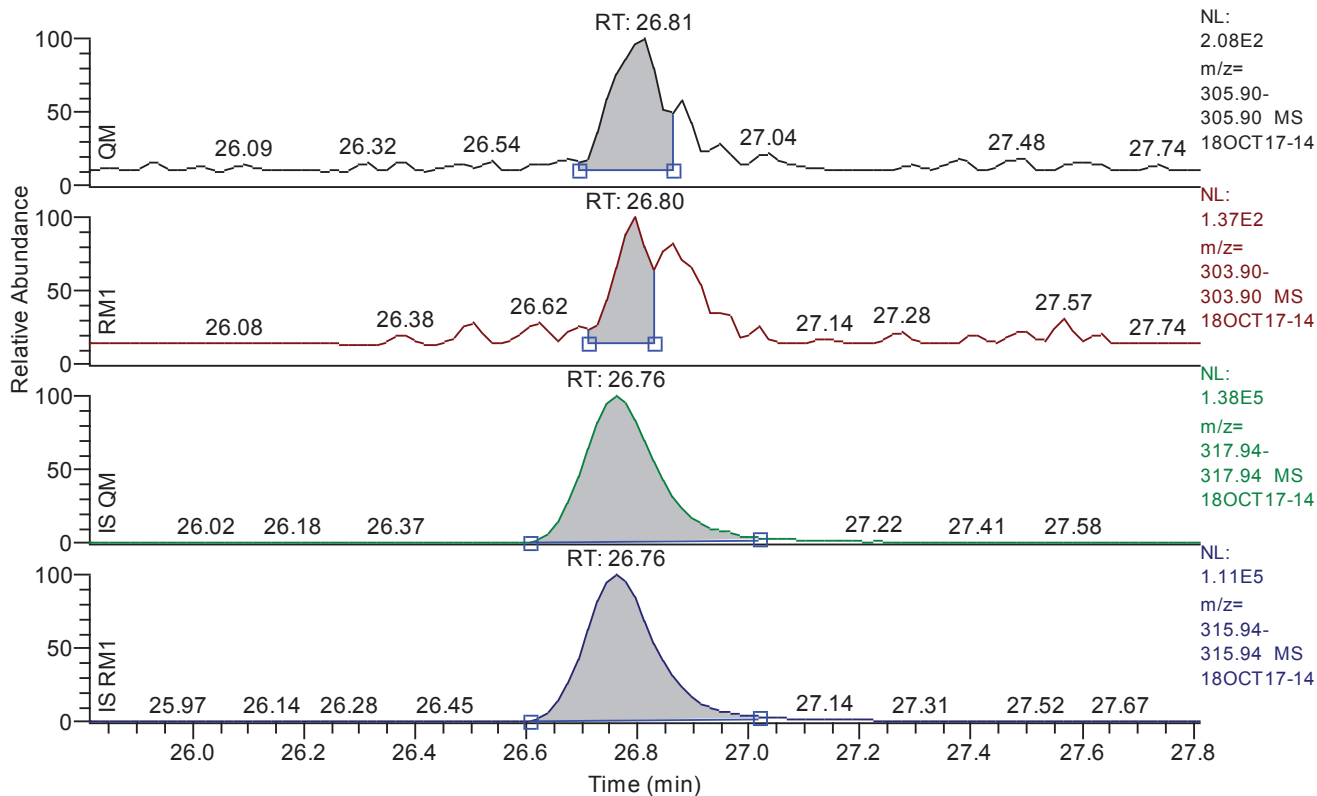 RT: 26.81
100
50
0
QM
26.09
26.32
26.54
27.04
27.48
27.74
NL:
2.08E2
m/z=
305.90-
305.90 MS
18OCT17-14
RT: 26.80
100
50
0
RM1
26.08
26.38
26.62
27.14
27.28
27.57
27.74
NL:
1.37E2
m/z=
303.90-
303.90 MS
18OCT17-14
Relative Abundance
RT: 26.76
100
50
0
IS QM
26.02
26.18
26.37
27.22
27.41
27.58
NL:
1.38E5
m/z=
317.94-
317.94 MS
18OCT17-14
RT: 26.76
100
50
0
IS RM1
25.97
26.14
26.28
26.45
27.14
27.31
27.52
27.67
NL:
1.11E5
m/z=
315.94-
315.94 MS
18OCT17-14
26.0 26.2 26.4 26.6 26.8 27.0 27.2 27.4 27.6 27.8
Time (min)